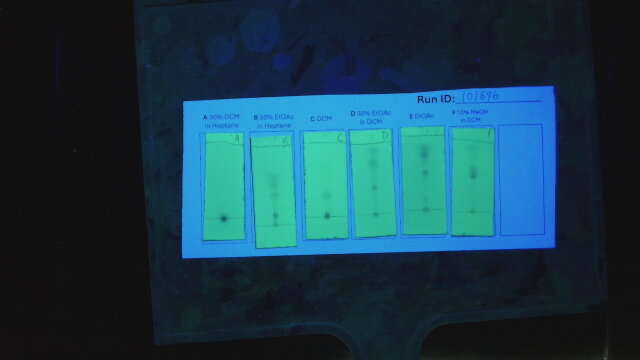 Run ID: 101646
A 50% DCM
in Heptane
B 50% EtOAc
in Heptane
C DCM
D 50% EtOAc
in DCM
E EtOAc
F 10% MeOH
in DCM
A
B
C
D
E
F